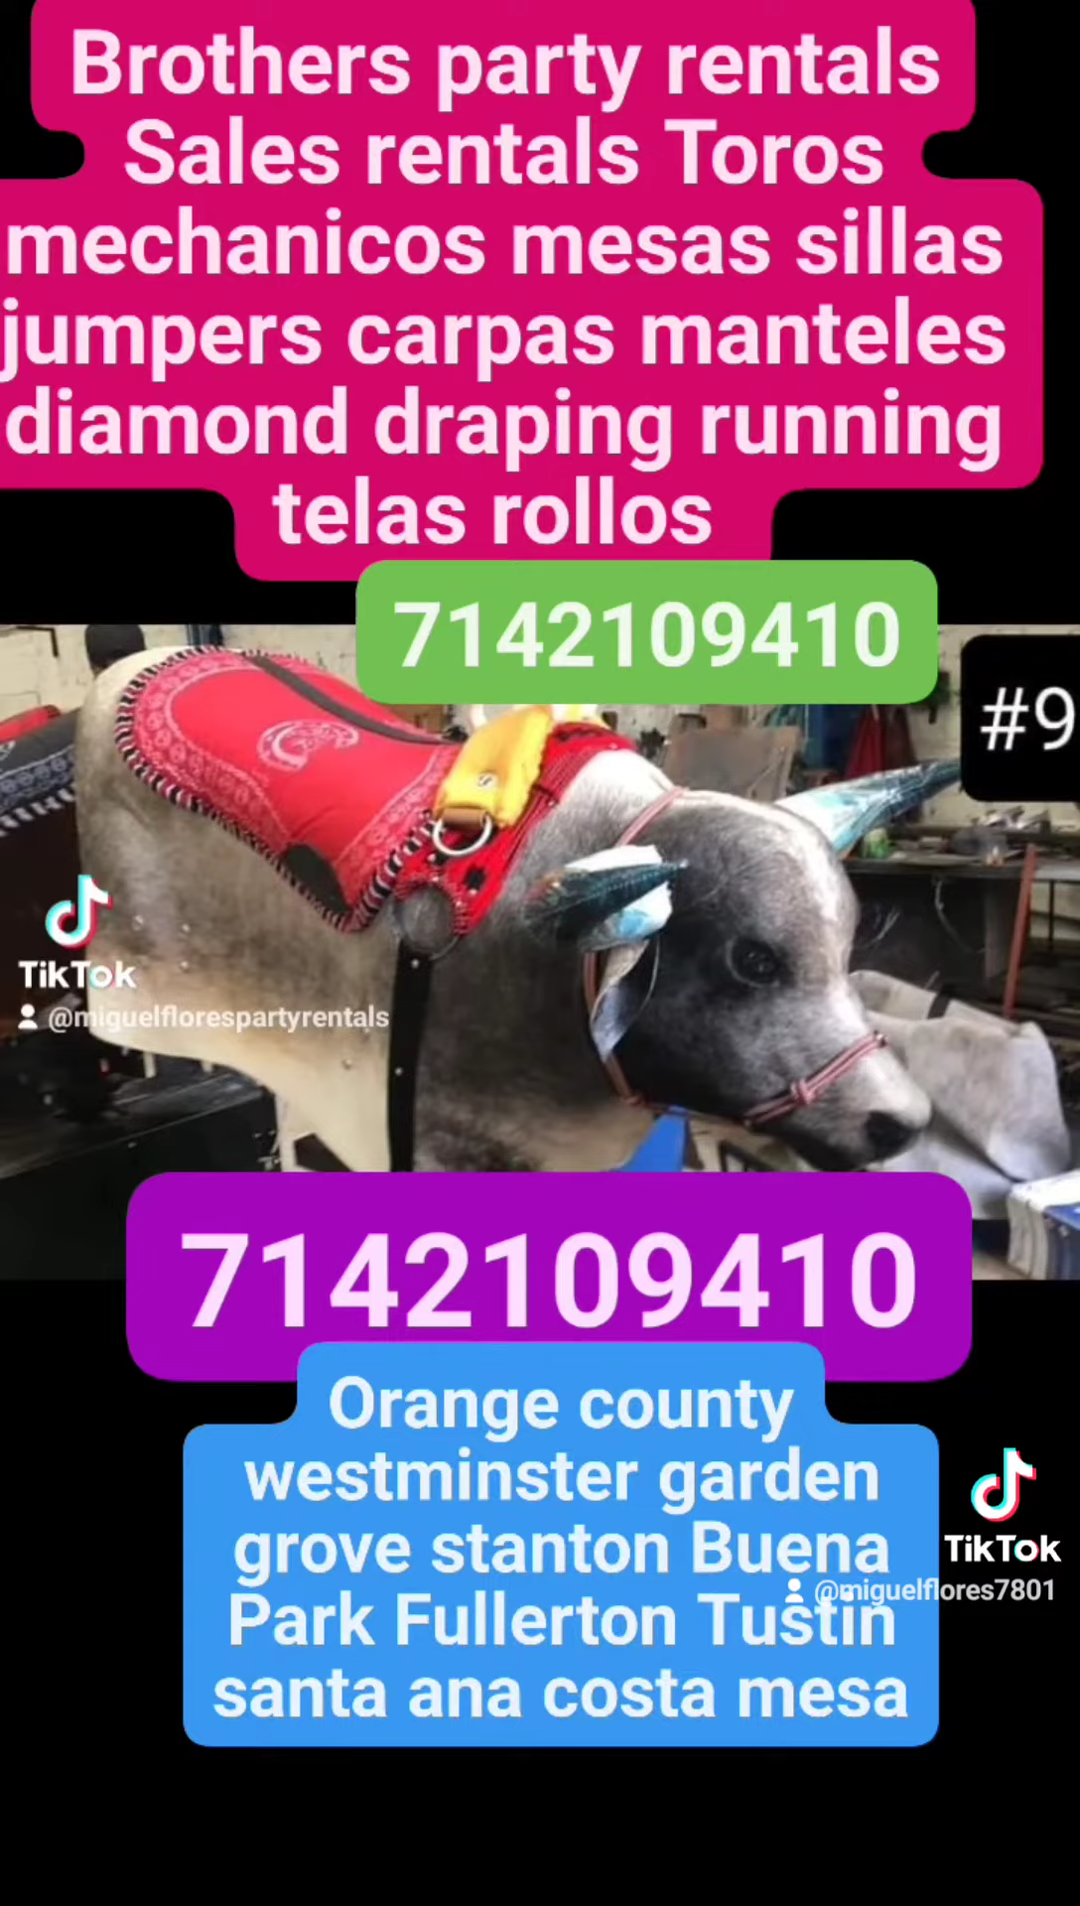 Brothers party rentals
Sales rentals Toros
mechanicos mesas sillas
jumpers carpas manteles
diamond draping running
telas rollos
7142109410
#9
TikTok
@miguelflorespartyrentals
7142109410
Orange county
westminster garden
grove stanton Buena
Park Fullerton Tustin
santa ana costa mesa
TikTok
@miguelflores7801